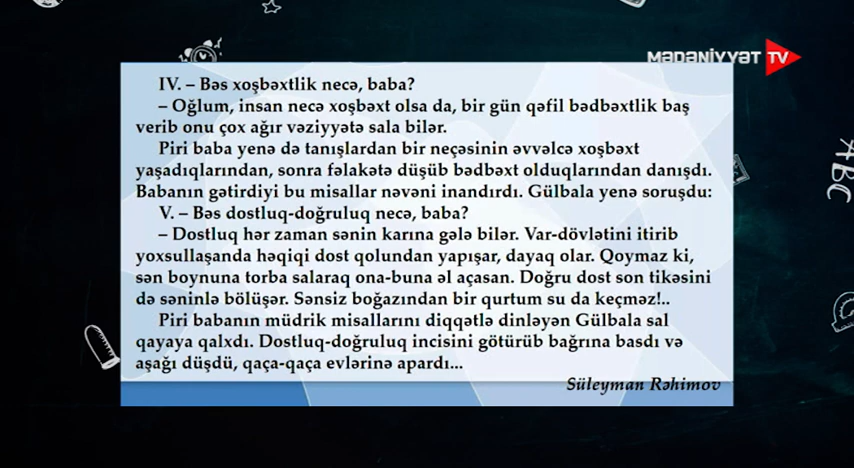 MƏDƏNİYYƏT TV
IV. – Bəs xoşbəxtlik necə, baba?
– Oğlum, insan necə xoşbəxt olsa da, bir gün qəfil bədbəxtlik baş
verib onu çox ağır vəziyyətə sala bilər.
Piri baba yenə də tanışlardan bir neçəsinin əvvəlcə xoşbəxt
yaşadıqlarından, sonra fəlakətə düşüb bədbəxt olduqlarından danışdı.
Babanın gətirdiyi bu misallar nəvəni inandırdı. Gülbala yenə soruşdu:
V. – Bəs dostluq-doğruluq necə, baba?
– Dostluq hər zaman sənin karına gələ bilər. Var-dövlətini itirib
yoxsullaşanda həqiqi dost qolundan yapışar, dayaq olar. Qoymaz ki,
sən boynuna torba salaraq ona-buna əl açasan. Doğru dost son tikəsini
də səninlə bölüşər. Sənsiz boğazından bir qurtum su da keçməz!..
Piri babanın müdrik misallarını diqqətlə dinləyən Gülbala sal
qayaya qalxdı. Dostluq-doğruluq incisini götürüb bağrına basdı və
aşağı düşdü, qaça-qaça evlərinə apardı...
Süleyman Rəhimov
ABC